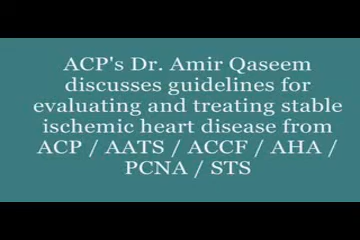 ACP's Dr. Amir Qaseem
discusses guidelines for
evaluating and treating stable
ischemic heart disease from
ACP / AATS / ACCF / AHA /
PCNA / STS